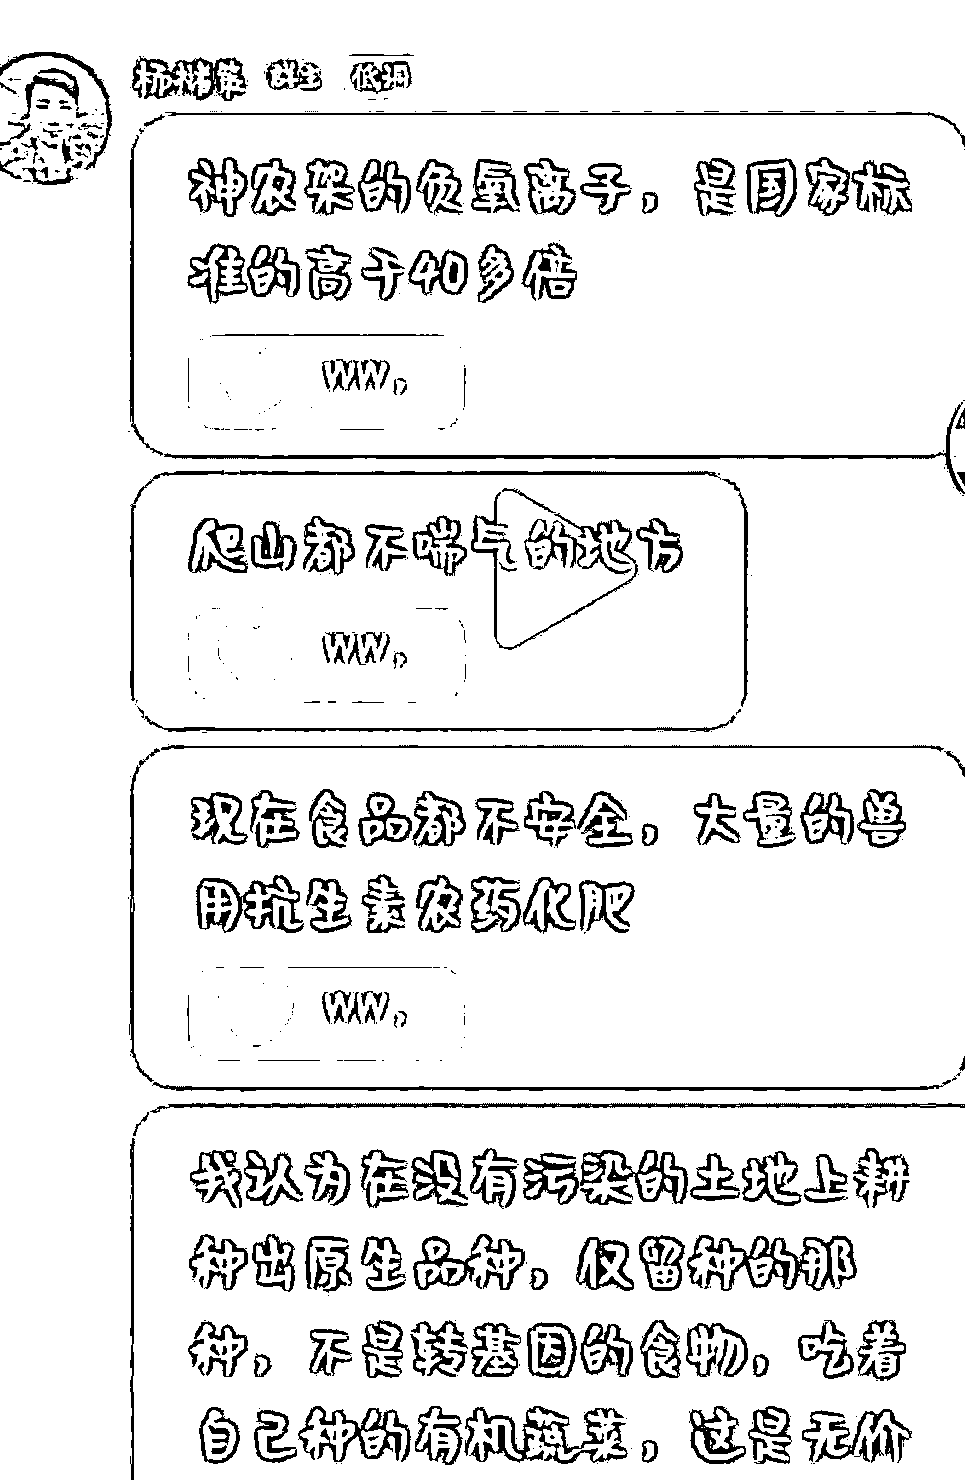 群主 低调
神农架的负氧离子，是国家标
准的高于40多倍
WW,
爬山都不喘气的地方
WW,
现在食品都不安全，大量的兽
用抗生素农药化肥
WW,
我认为在没有污染的土地上耕
种出原生品种，仅留种的那
种，不是转基因的食物，吃着
自己种的有机蔬菜，这是无价